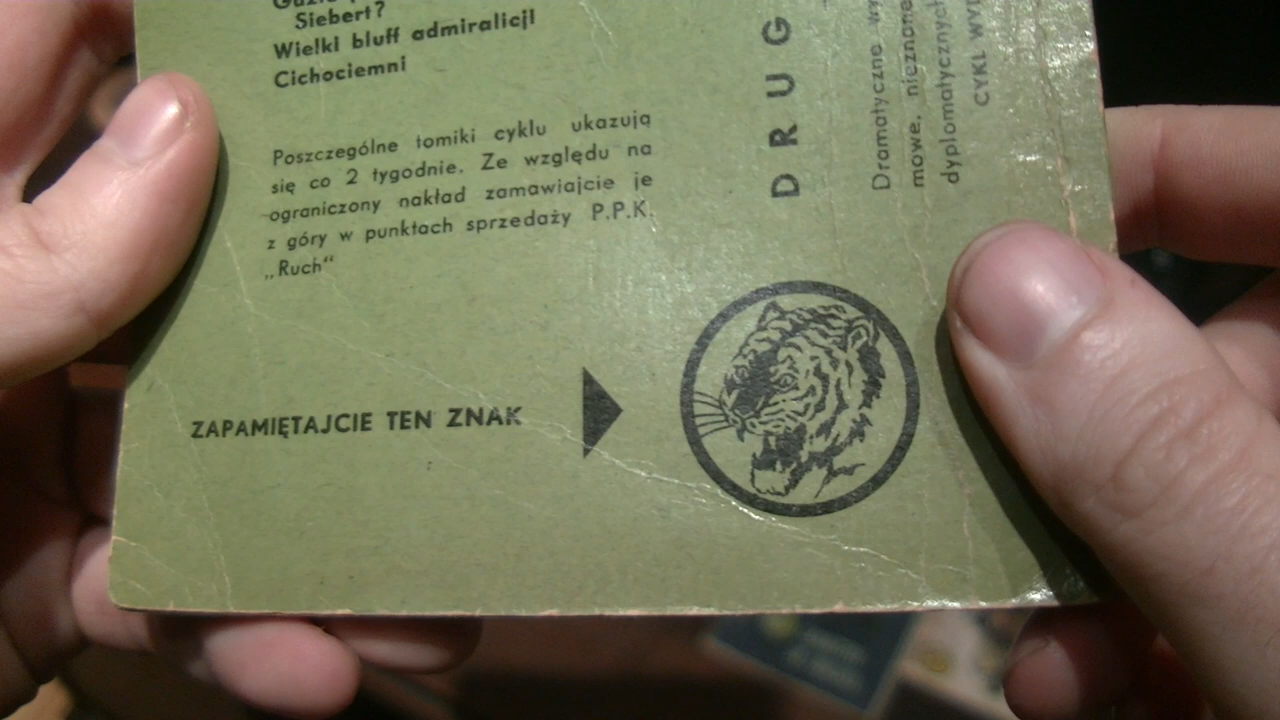 Siebert?
Wielki bluff admiralicji
Cichociemni
Poszczególne tomiki cyklu ukazują
się co 2 tygodnie. Ze względu na
ograniczony nakład zamawiajcie je
z góry w punktach sprzedaży P.P.K.
„Ruch“
ZAPAMIĘTAJCIE TEN ZNAK
DRUG
Dramatyczne
mowe, nieznane
dyplomatycznych
CYKL